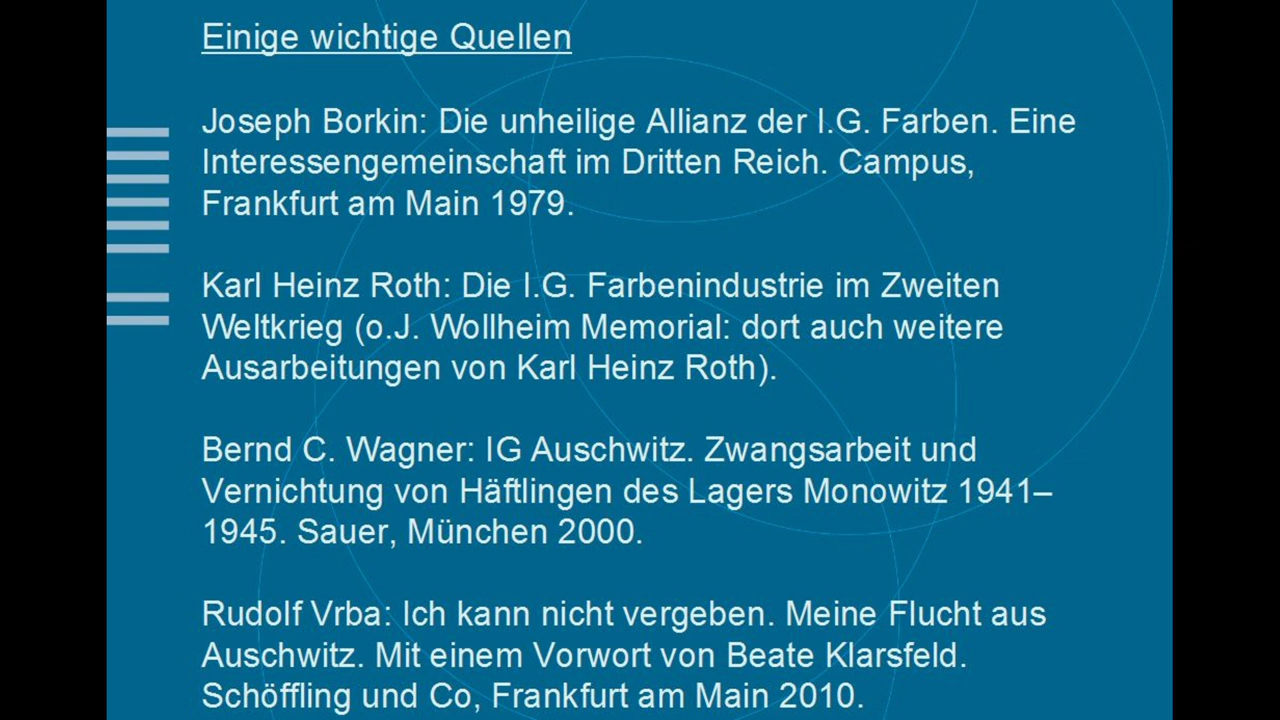 Einige wichtige Quellen
Joseph Borkin: Die unheilige Allianz der I.G. Farben. Eine
Interessengemeinschaft im Dritten Reich. Campus,
Frankfurt am Main 1979.
Karl Heinz Roth: Die I.G. Farbenindustrie im Zweiten
Weltkrieg (o.J. Wollheim Memorial: dort auch weitere
Ausarbeitungen von Karl Heinz Roth).
Bernd C. Wagner: IG Auschwitz. Zwangsarbeit und
Vernichtung von Häftlingen des Lagers Monowitz 1941–
1945. Sauer, München 2000.
Rudolf Vrba: Ich kann nicht vergeben. Meine Flucht aus
Auschwitz. Mit einem Vorwort von Beate Klarsfeld.
Schöffling und Co, Frankfurt am Main 2010.